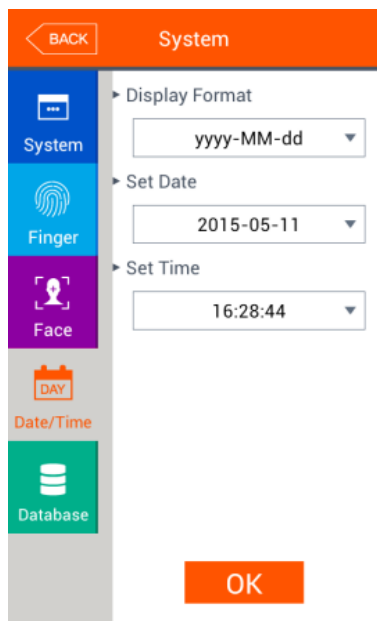 BACK
System
System
Finger
Face
DAY
Date/Time
Database
Display Format
yyyy-MM-dd
Set Date
2015-05-11
Set Time
16:28:44
OK